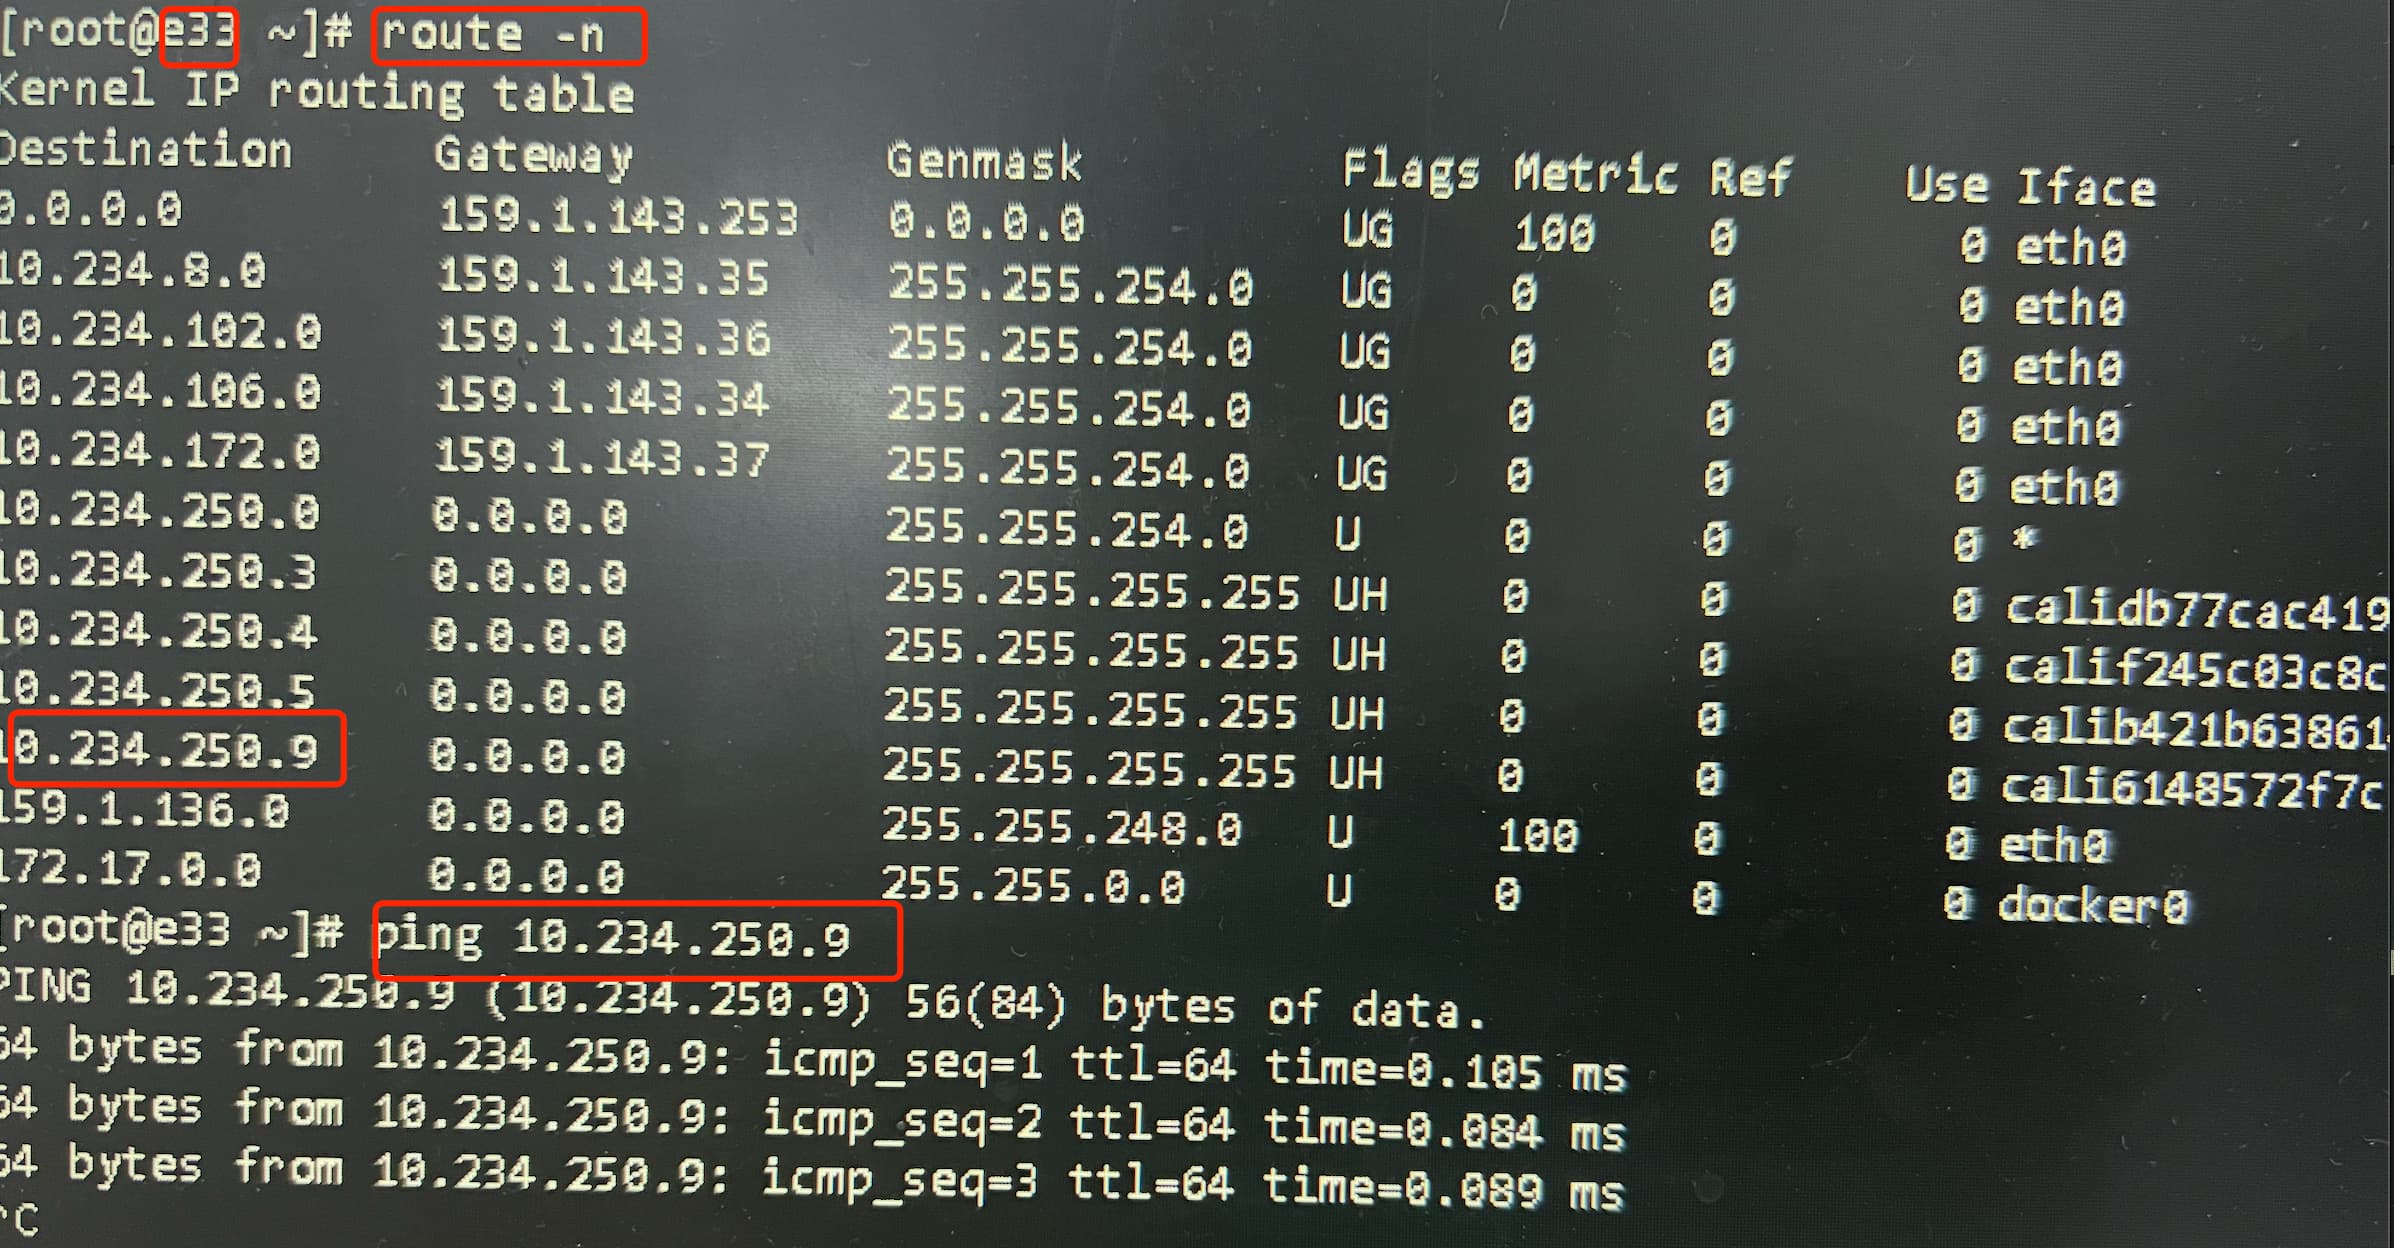 [root@e33 ~]# route -n
Kernel IP routing table
Destination Gateway Genmask Flags Metric Ref Use Iface
0.0.0.0 159.1.143.253 0.0.0.0 UG 100 0 0 eth0
10.234.8.0 159.1.143.35 255.255.254.0 UG 0 0 0 eth0
10.234.102.0 159.1.143.36 255.255.254.0 UG 0 0 0 eth0
10.234.106.0 159.1.143.34 255.255.254.0 UG 0 0 0 eth0
10.234.172.0 159.1.143.37 255.255.254.0 UG 0 0 0 eth0
10.234.250.0 0.0.0.0 255.255.254.0 U 0 0 0 *
10.234.250.3 0.0.0.0 255.255.255.255 UH 0 0 0 calidb77cac419
10.234.250.4 0.0.0.0 255.255.255.255 UH 0 0 0 calif245c03c8c
10.234.250.5 0.0.0.0 255.255.255.255 UH 0 0 0 calib421b63861
10.234.250.9 0.0.0.0 255.255.255.255 UH 0 0 0 cali6148572f7c
159.1.136.0 0.0.0.0 255.255.248.0 U 100 0 0 eth0
172.17.0.0 0.0.0.0 255.255.0.0 U 0 0 0 docker0
[root@e33 ~]# ping 10.234.250.9
PING 10.234.250.9 (10.234.250.9) 56(84) bytes of data.
64 bytes from 10.234.250.9: icmp_seq=1 ttl=64 time=0.105 ms
64 bytes from 10.234.250.9: icmp_seq=2 ttl=64 time=0.084 ms
64 bytes from 10.234.250.9: icmp_seq=3 ttl=64 time=0.089 ms
^C